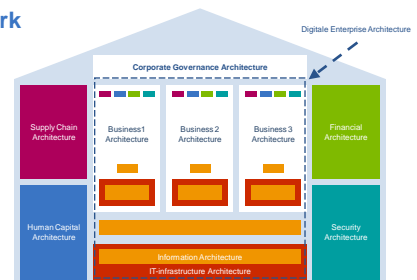 rk
Digitale Enterprise Architecture
Corporate Governance Architecture
Supply Chain
Architecture
Business1
Architecture
Business 2
Architecture
Business 3
Architecture
Financial
Architecture
Human Capital
Architecture
Security
Architecture
Information Architecture
IT-infrastructure Architecture